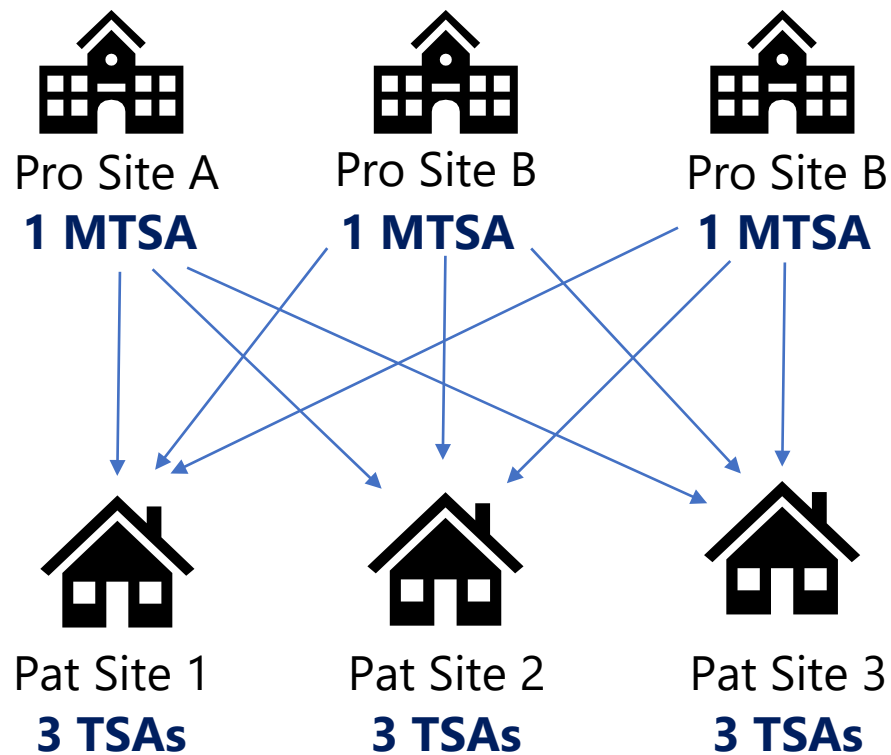 Pro Site A
Pro Site B
Pro Site B
1 MTSA
1 MTSA
1 MTSA
Pat Site 1
Pat Site 2
Pat Site 3
3 TSAs
3 TSAs
3 TSAs